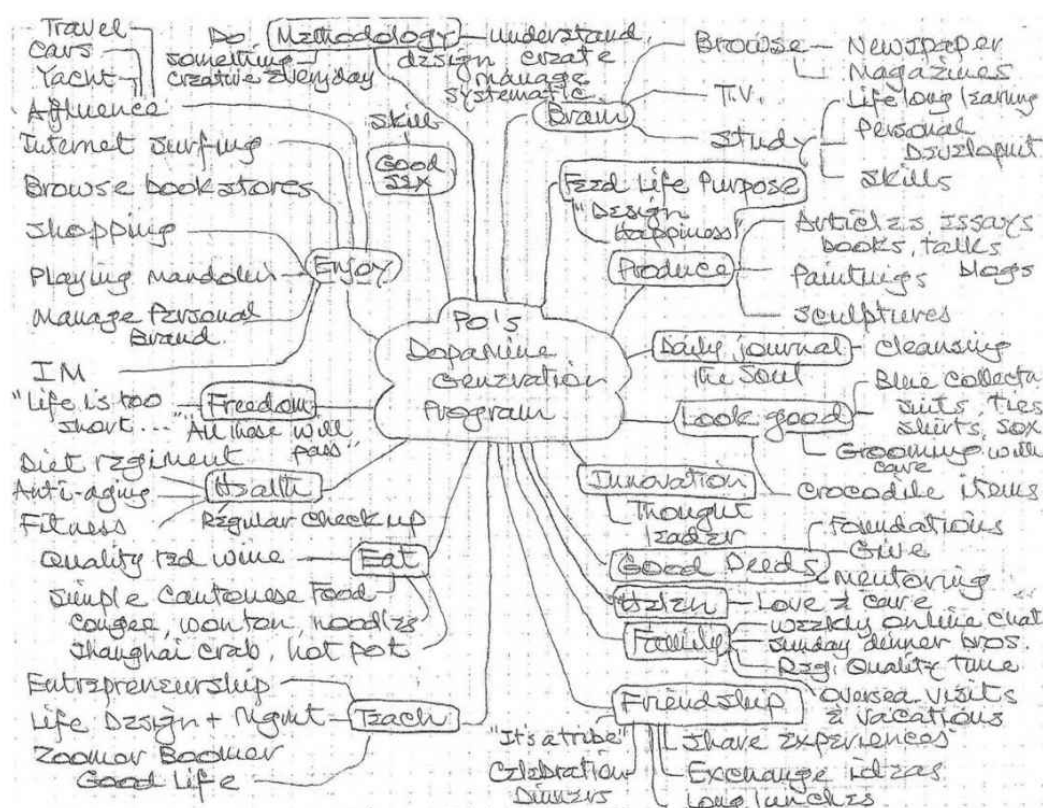 Po's
Dopamine
Generation
Program
Methodology
Do
something
creative everyday
understand
design create
manage
systematic
Brain
Browse
Newspaper
Magazines
T.V.
Study
Life long learning
Personal
Skills
Feed Life Purpose
"Design
Happiness"
Produce
Articles Essays
books, talks
blogs
Paintings
Sculptures
Daily journal
cleansing
The Soul
Look good
Blue
suits, ties
shirts, sox
Grooming with
care
crocodile items
Innovation
Thought
Leader
Good Deeds
Foundations
Give
Mentoring
Helen
Love & care
Family
weekly online chat
Sunday dinner bros.
Reg. Quality time
oversea visits
& vacations
Friendship
"It's a tribe"
Celebration
Dinners
Share experiences
Exchange ideas
Long lunches
Teach
Entrepreneurship
Life Design + Mgmt
Zoomer Boomer
Good Life
Eat
Quality red wine
Simple Cantonese Food
Congee, wonton, noodles
Shanghai crab, hot pot
Health
Diet regiment
Anti-aging
Fitness
Regular check up
Freedom
"Life is too
short..."
"All these will
pass"
Enjoy
Travel
Cars
Yacht
Affluence
Internet surfing
Browse bookstores
Shopping
Playing mandolin
Manage Personal
Brand
IM
Good
Sex
Skill